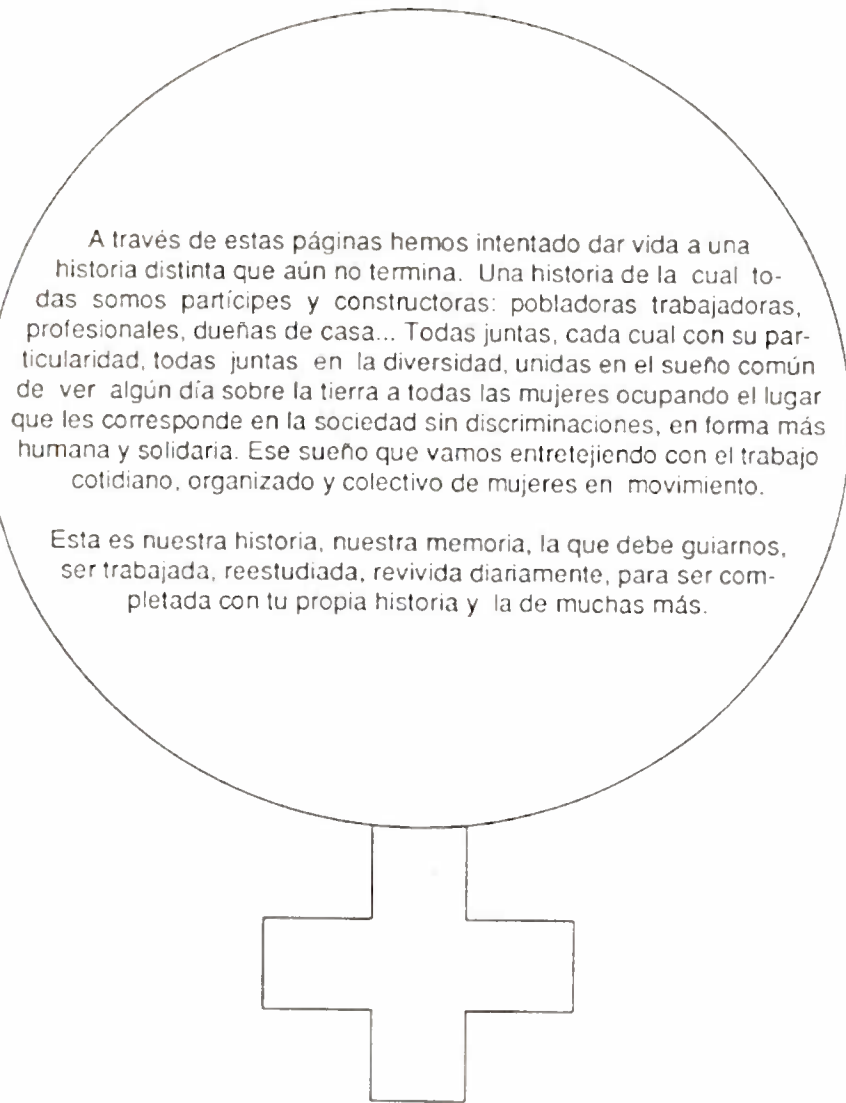 A través de estas páginas hemos intentado dar vida a una
historia distinta que aún no termina. Una historia de la cual to-
das somos partícipes y constructoras: pobladoras trabajadoras,
profesionales, dueñas de casa... Todas juntas, cada cual con su par-
ticularidad, todas juntas en la diversidad, unidas en el sueño común
de ver algún día sobre la tierra a todas las mujeres ocupando el lugar
que les corresponde en la sociedad sin discriminaciones, en forma más
humana y solidaria. Ese sueño que vamos entretejiendo con el trabajo
cotidiano, organizado y colectivo de mujeres en movimiento.
Esta es nuestra historia, nuestra memoria, la que debe guiarnos,
ser trabajada, reestudiada, revivida diariamente, para ser com-
pletada con tu propia historia y la de muchas más.